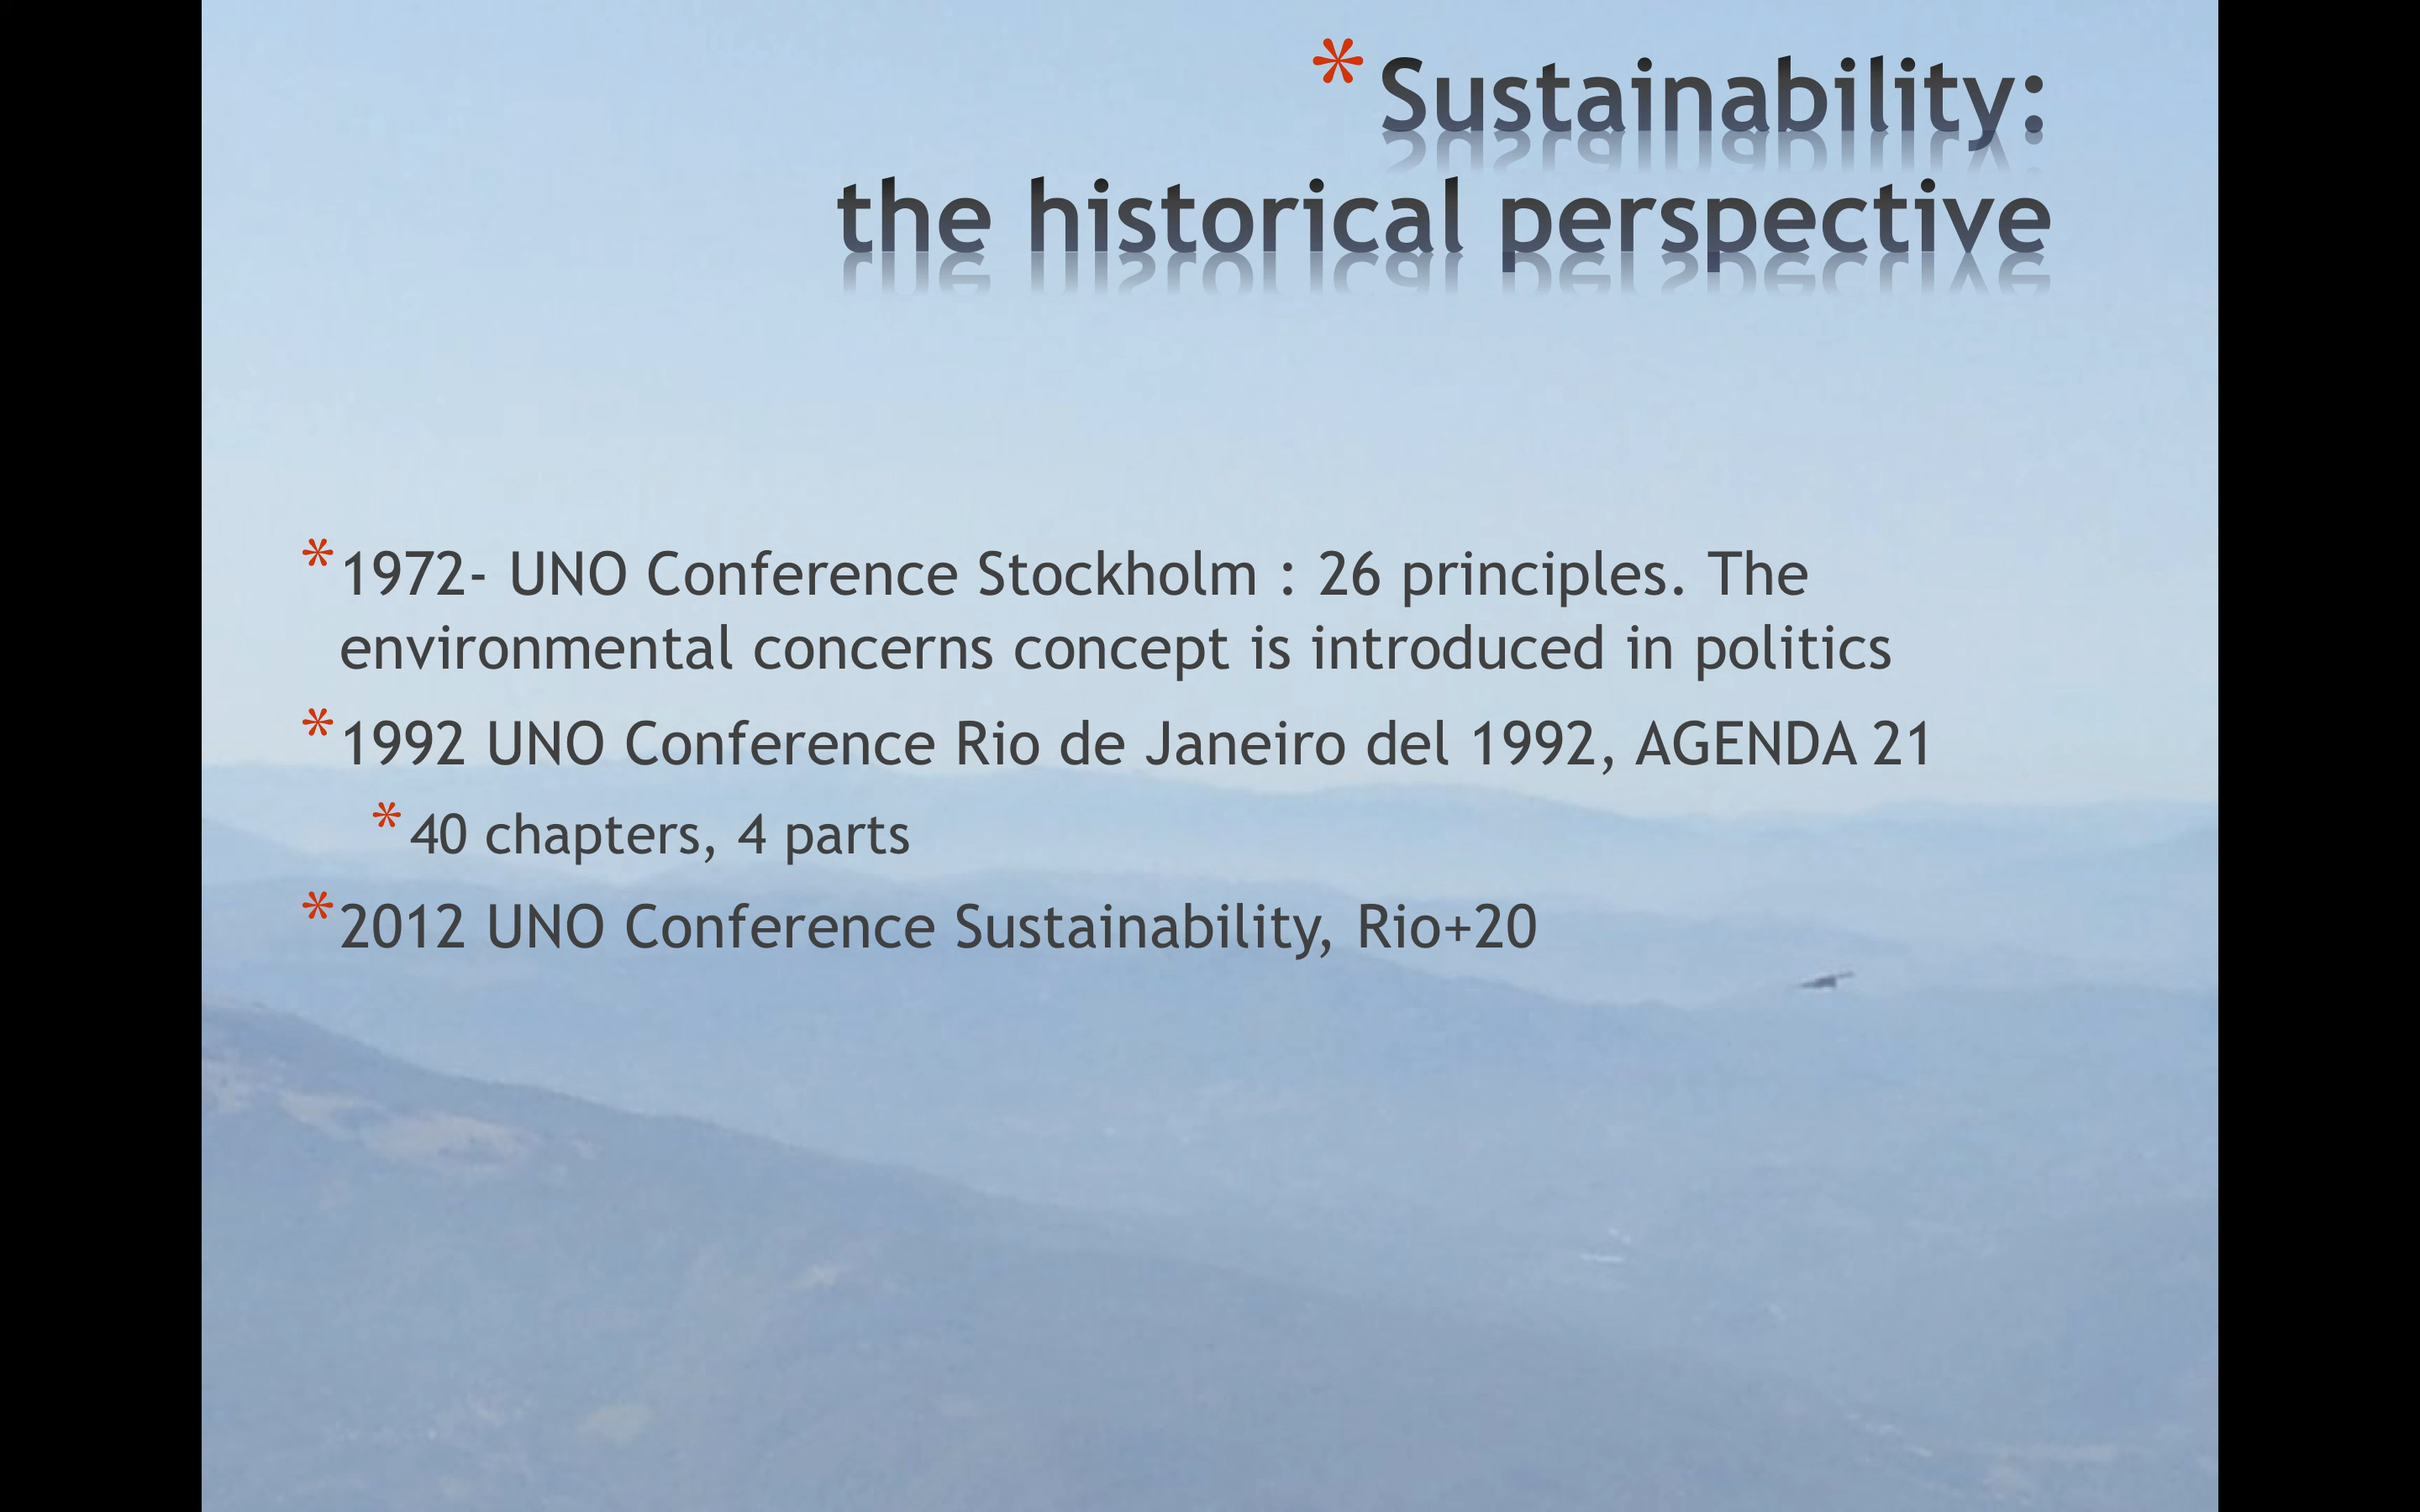 * Sustainability:
the historical perspective
* 1972- UNO Conference Stockholm : 26 principles. The
environmental concerns concept is introduced in politics
* 1992 UNO Conference Rio de Janeiro del 1992, AGENDA 21
* 40 chapters, 4 parts
* 2012 UNO Conference Sustainability, Rio+20